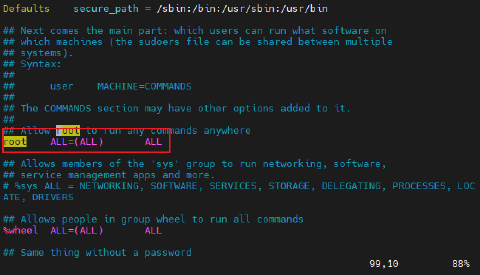 Defaults    secure_path = /sbin:/bin:/usr/sbin:/usr/bin
## Next comes the main part: which users can run what software on
## which machines (the sudoers file can be shared between multiple
## systems).
## Syntax:
##
##      user    MACHINE=COMMANDS
##
## The COMMANDS section may have other options added to it.
##
## Allow root to run any commands anywhere
root    ALL=(ALL)       ALL
## Allows members of the 'sys' group to run networking, software,
## service management apps and more.
# %sys ALL = NETWORKING, SOFTWARE, SERVICES, STORAGE, DELEGATING, PROCESSES, LOC
ATE, DRIVERS
## Allows people in group wheel to run all commands
%wheel  ALL=(ALL)       ALL
## Same thing without a password
99,10         88%